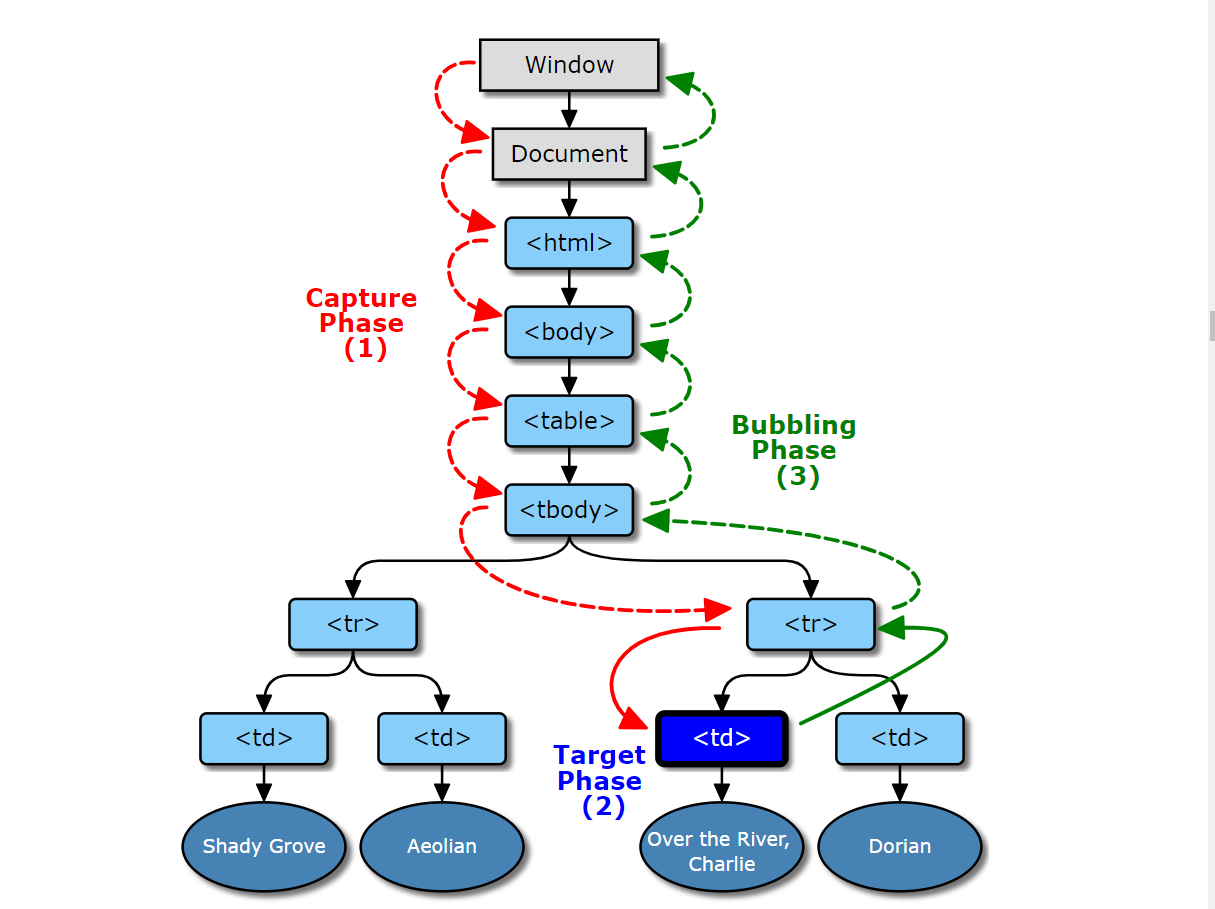 Window
Document
<html>
Capture
Phase
(1)
<body>
<table>
Bubbling
Phase
(3)
<tbody>
<tr>
<tr>
<td>
<td>
<td>
<td>
Target
Phase
(2)
Shady Grove
Aeolian
Over the River,
Charlie
Dorian